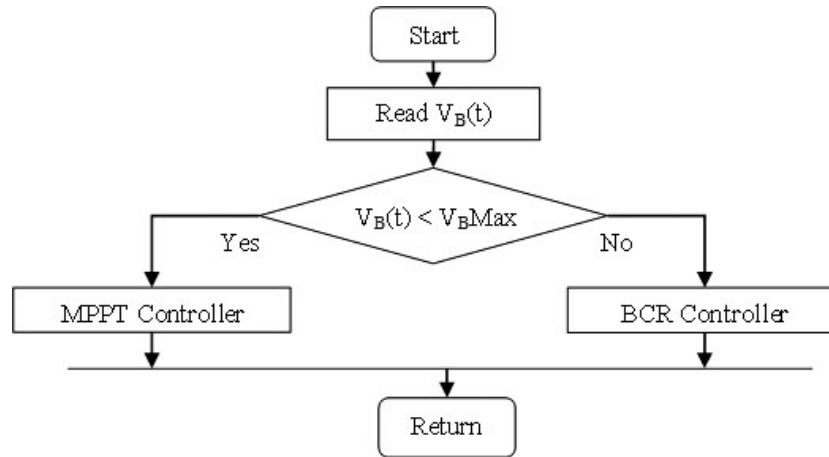 Start
Read V_B(t)
V_B(t) < V_BMax
Yes
No
MPPT Controller
BCR Controller
Return